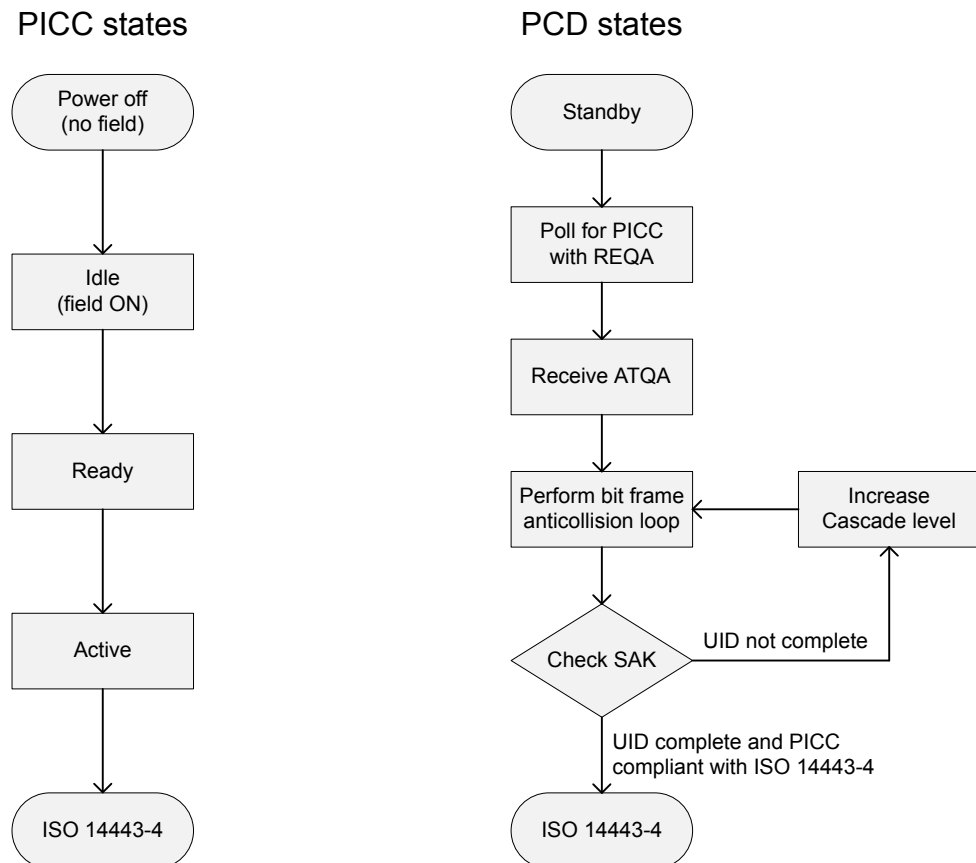 PICC states
Power off
(no field)
Idle
(field ON)
Ready
Active
ISO 14443-4
PCD states
Standby
Poll for PICC
with REQA
Receive ATQA
Perform bit frame
anticollision loop
Increase
Cascade level
Check SAK
UID not complete
UID complete and PICC
compliant with ISO 14443-4
ISO 14443-4